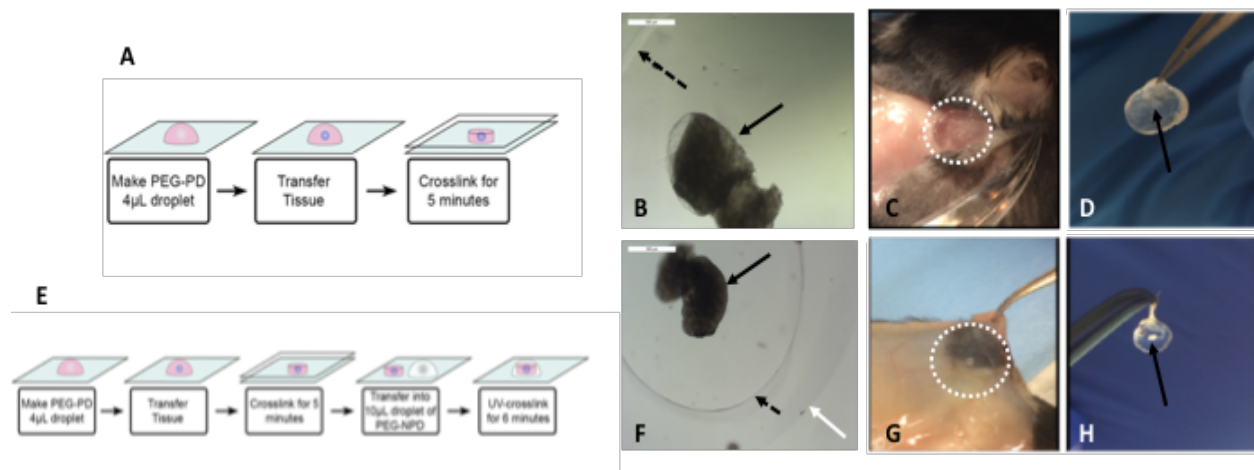 A
Make PEG-PD
4µL droplet
Transfer
Tissue
Crosslink for
5 minutes
B
C
D
E
Make PEG-PD
4µL droplet
Transfer
Tissue
Crosslink for 5
minutes
Transfer into
10µL droplet of
PEG-NPD
UV-crosslink
for 6 minutes
F
G
H